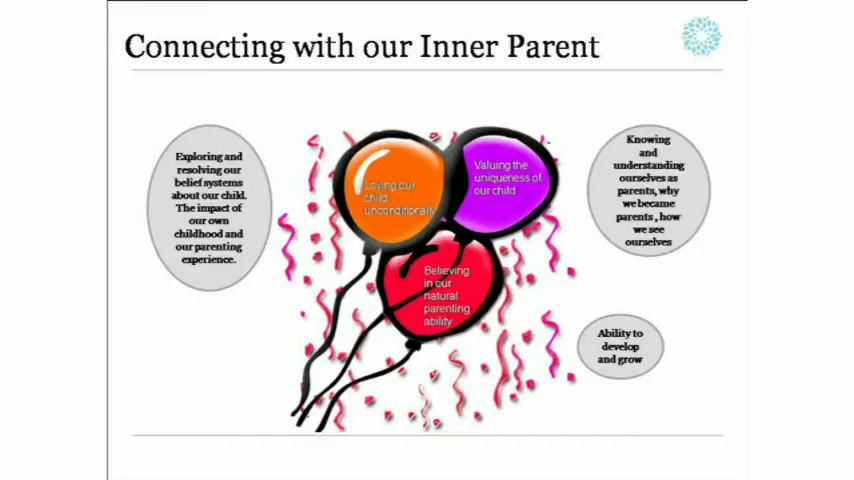 Connecting with our Inner Parent
Exploring and
resolving our
belief systems
about our child.
The impact of
our own
childhood and
our parenting
experience.
Loving our
child
unconditionally
Valuing the
uniqueness of
our child
Believing
in our
natural
parenting
ability
Knowing
and
understanding
ourselves as
parents, why
we became
parents , how
we see
ourselves
Ability to
develop
and grow